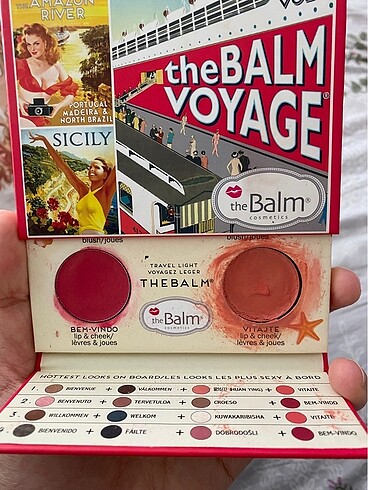 THE AMAZON
RIVER
PORTUGAL
MADEIRA &
NORTH BRAZIL
SICILY
theBALM
VOYAGE®
theBalm®
cosmetics
blush/joues
TRAVEL LIGHT
VOYAGEZ LEGER
THEBALM®
theBalm
cosmetics
BEM-VINDO
lip & cheek/
lèvres & joues
VITAJTE
lip & cheek/
lèvres & joues
HOTTEST LOOKS ON BOARD/LES LOOKS LES PLUS SEXY À BORD
1. BIENVENUE + VÄLKOMMEN + (HUAN YING) + VITAJTE
2. BENVENUTO + TERVETULOA + CROESO + BEM-VINDO
3. WILLKOMMEN + WELKOM + KUWAKARIBISHA + VITAJTE
BIENVENIDO + FÁILTE + DOBRODOŠLI + BEM-VINDO